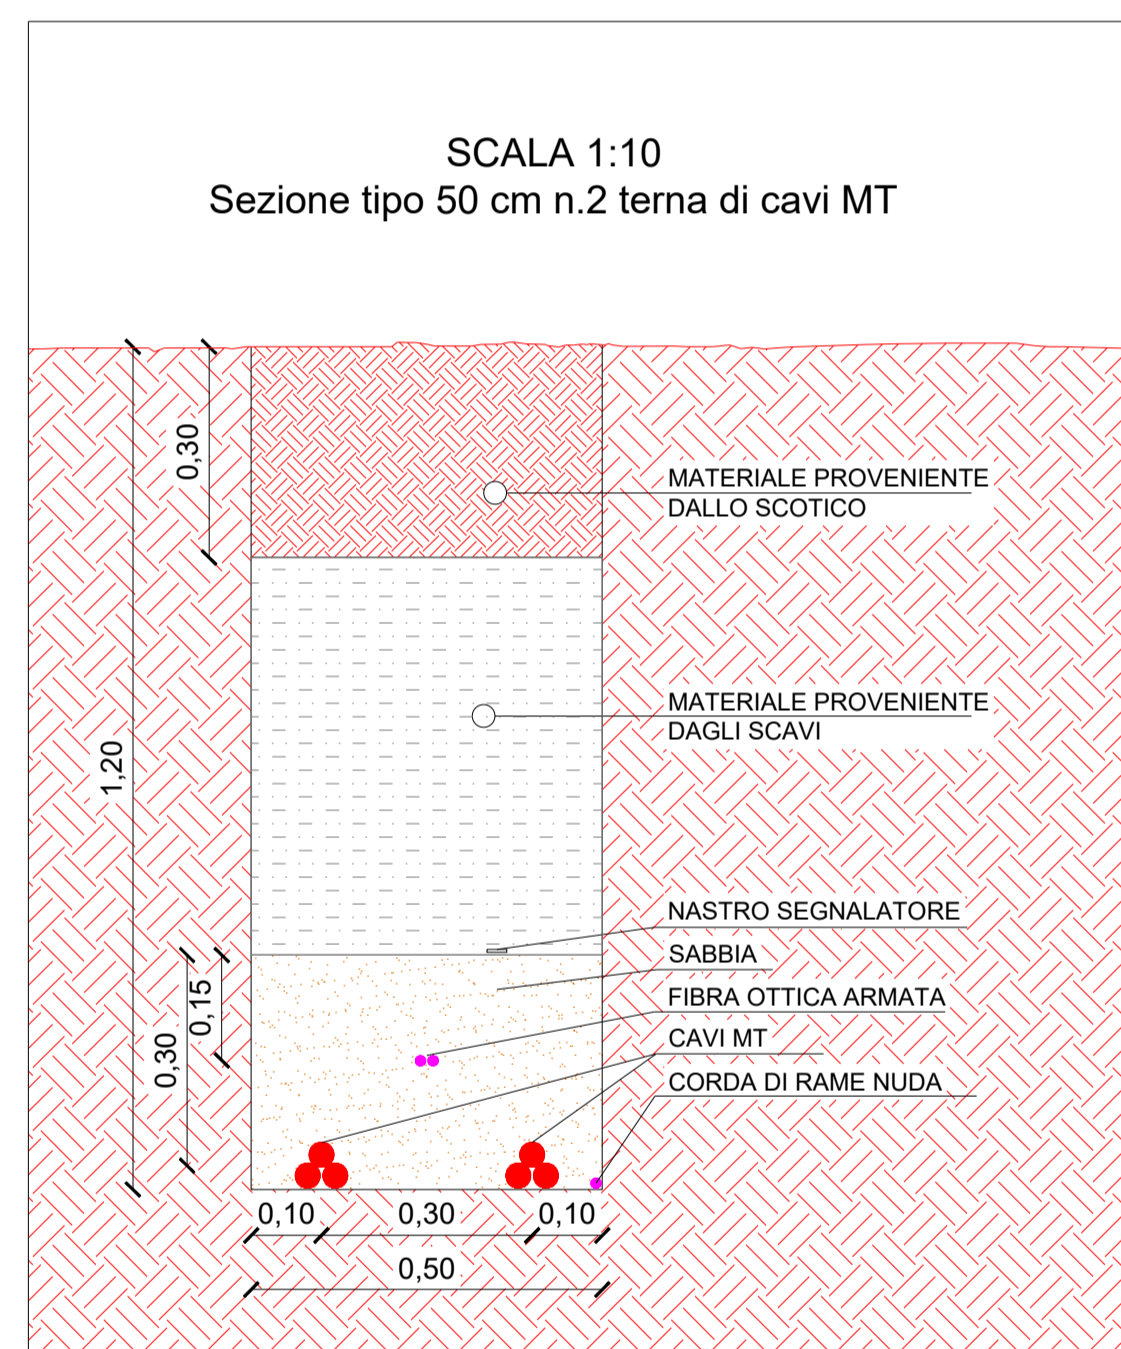 SCALA 1:10
Sezione tipo 50 cm n.2 terna di cavi MT
0,30
MATERIALE PROVENIENTE
DALLO SCOTICO
1,20
MATERIALE PROVENIENTE
DAGLI SCAVI
NASTRO SEGNALATORE
SABBIA
0,15
FIBRA OTTICA ARMATA
0,30
CAVI MT
CORDA DI RAME NUDA
0,10 0,30 0,10
0,50